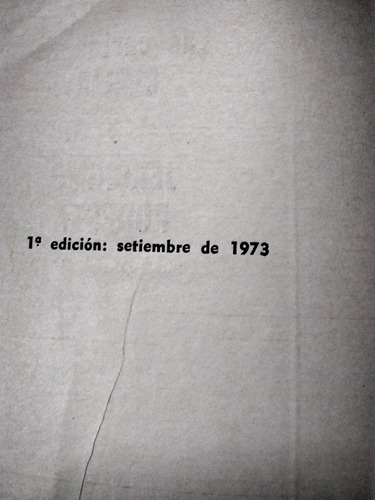 1ª edición: setiembre de 1973